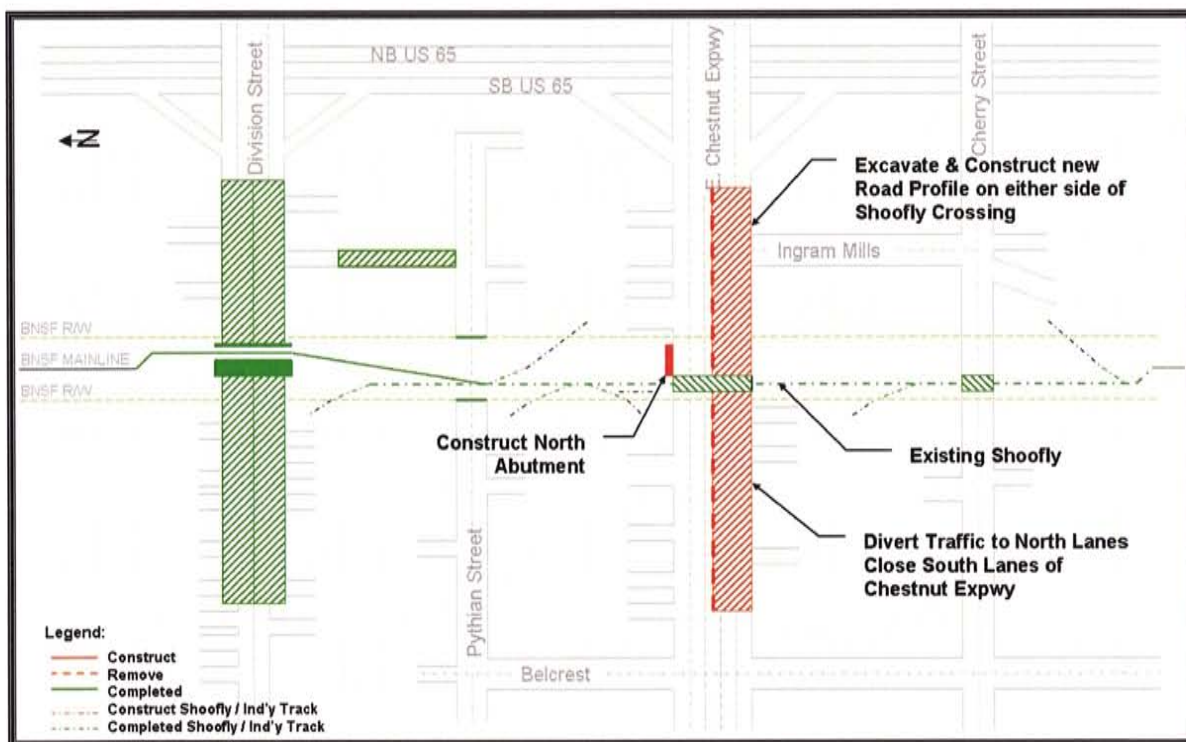 NB US 65
SB US 65
Division Street
E. Chestnut Expwy
Cherry Street
N
Excavate & Construct new
Road Profile on either side of
Shoofly Crossing
Ingram Mills
BNSF R/W
BNSF MAINLINE
BNSF R/W
Construct North
Abutment
Existing Shoofly
Divert Traffic to North Lanes
Close South Lanes of
Chestnut Expwy
Pythian Street
Belcrest
Legend:
Construct
Remove
Completed
Construct Shoofly / Ind'y Track
Completed Shoofly / Ind'y Track